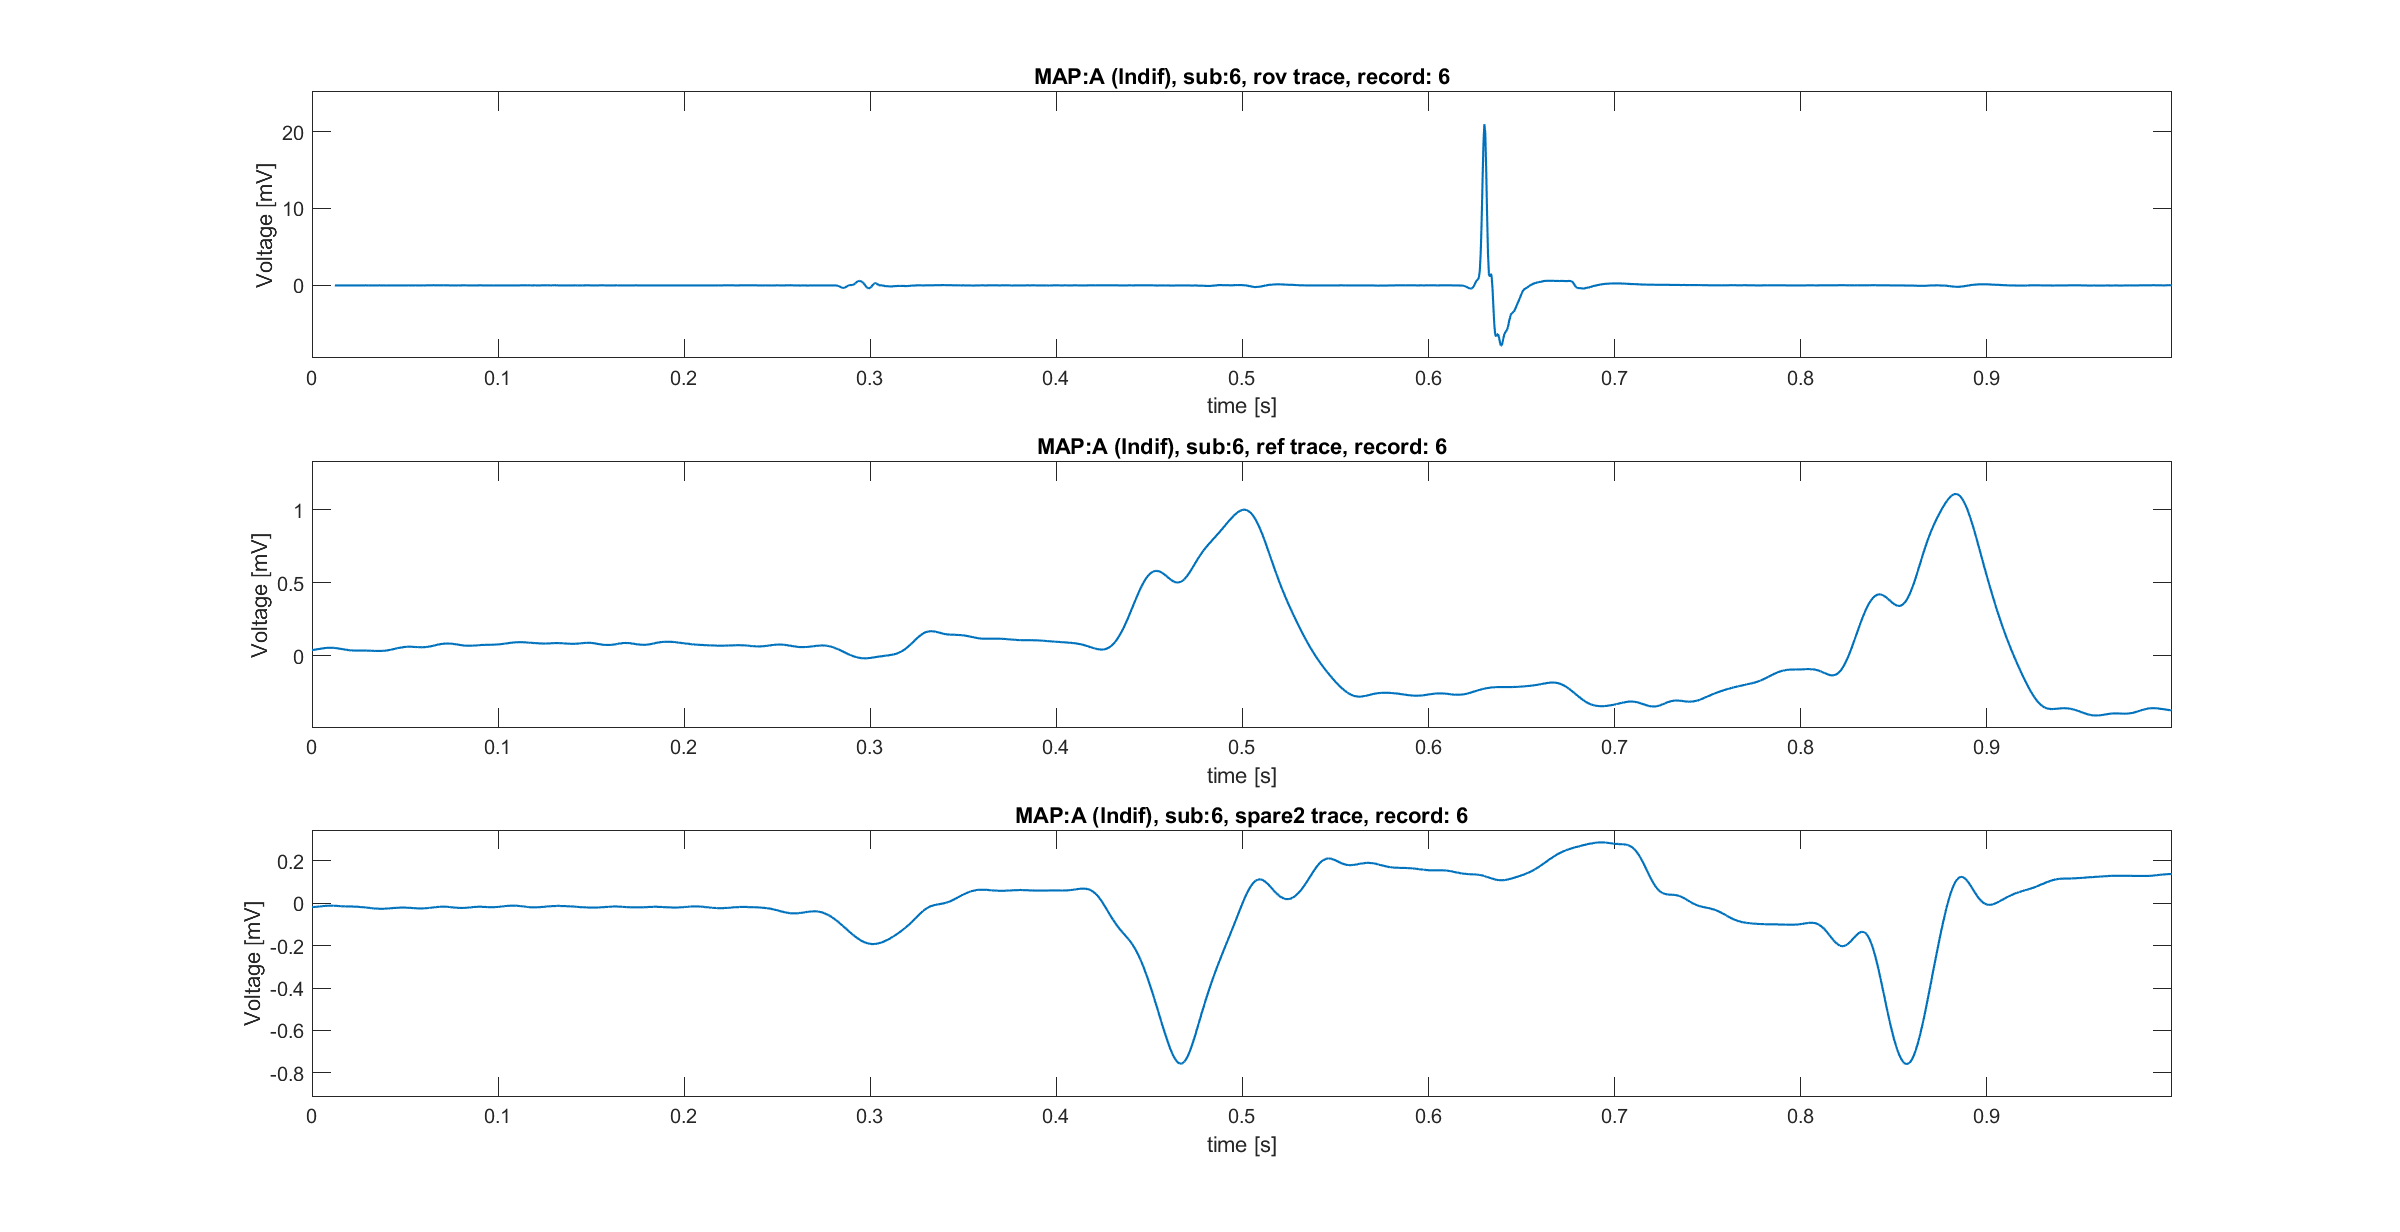 MAP:A (Indif), sub:6, rov trace, record: 6
Voltage [mV]
20
10
0
0 0.1 0.2 0.3 0.4 0.5 0.6 0.7 0.8 0.9
time [s]
MAP:A (Indif), sub:6, ref trace, record: 6
Voltage [mV]
1
0.5
0
0 0.1 0.2 0.3 0.4 0.5 0.6 0.7 0.8 0.9
time [s]
MAP:A (Indif), sub:6, spare2 trace, record: 6
Voltage [mV]
0.2
0
-0.2
-0.4
-0.6
-0.8
0 0.1 0.2 0.3 0.4 0.5 0.6 0.7 0.8 0.9
time [s]